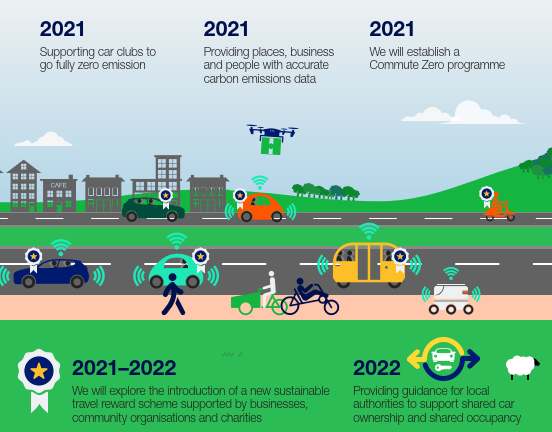 2021
Supporting car clubs to
go fully zero emission
2021
Providing places, business
and people with accurate
carbon emissions data
2021
We will establish a
Commute Zero programme
H
CAFE
2021–2022
We will explore the introduction of a new sustainable
travel reward scheme supported by businesses,
community organisations and charities
2022
Providing guidance for local
authorities to support shared car
ownership and shared occupancy